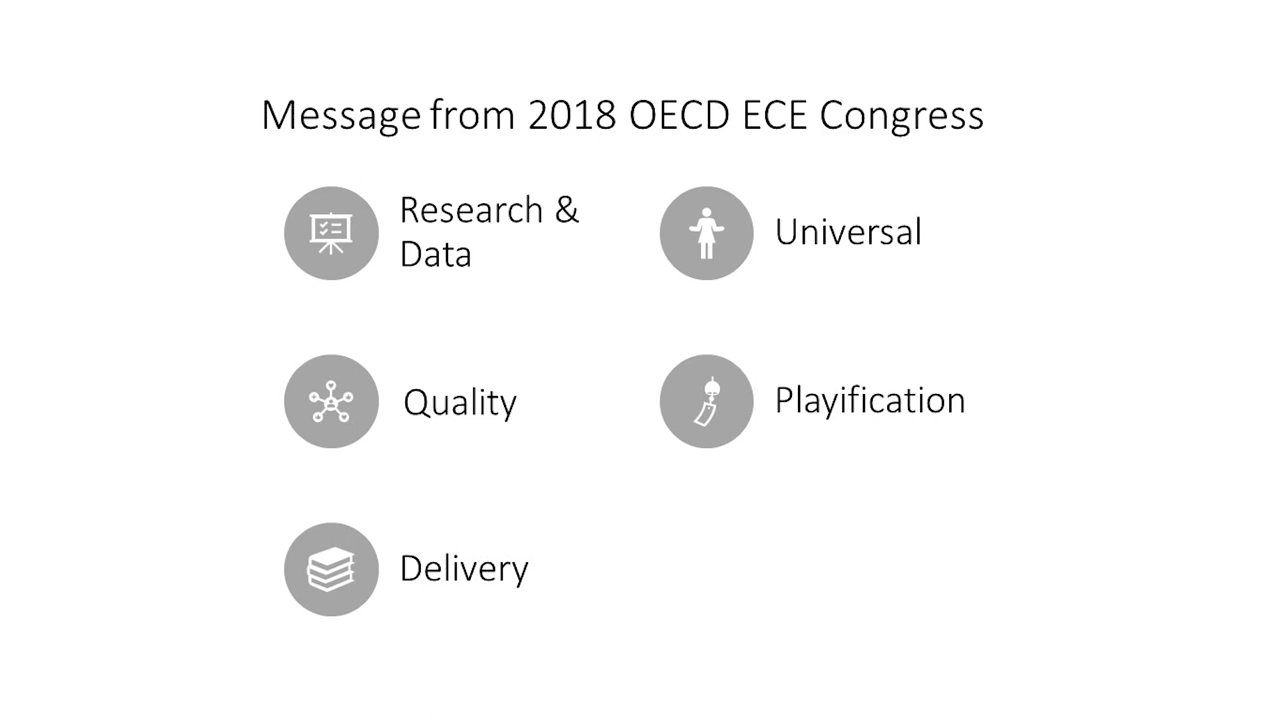 Message from 2018 OECD ECE Congress
Research &
Data
Universal
Quality
Playification
Delivery